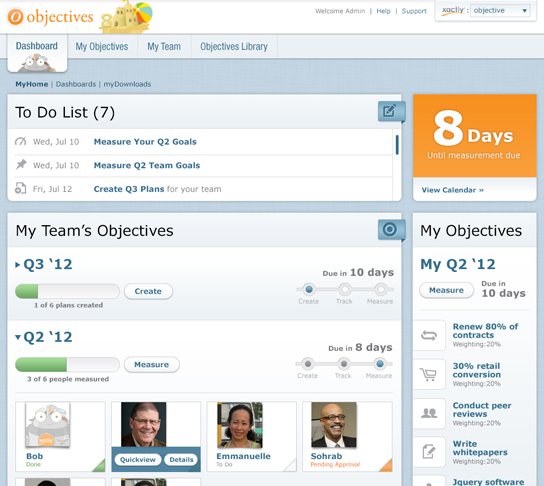 objectives
Welcome Admin | Help | Support
xactly : objective
Dashboard
My Objectives
My Team
Objectives Library
MyHome | Dashboards | myDownloads
To Do List (7)
Wed, Jul 10 Measure Your Q2 Goals
Wed, Jul 10 Measure Q2 Team Goals
Fri, Jul 12 Create Q3 Plans for your team
8 Days
Until measurement due
View Calendar »
My Team's Objectives
Q3 '12
Due in 10 days
Create
1 of 6 plans created
Create Track Measure
Q2 '12
Due in 8 days
Measure
3 of 6 people measured
Create Track Measure
Bob
Done
Quickview Details
Emmanuelle
To Do
Sohrab
Pending Approval
My Objectives
My Q2 '12
Measure
Due in
10 days
Renew 80% of
contracts
Weighting:20%
30% retail
conversion
Weighting:20%
Conduct peer
reviews
Weighting:20%
Write
whitepapers
Weighting:20%
Jquery software